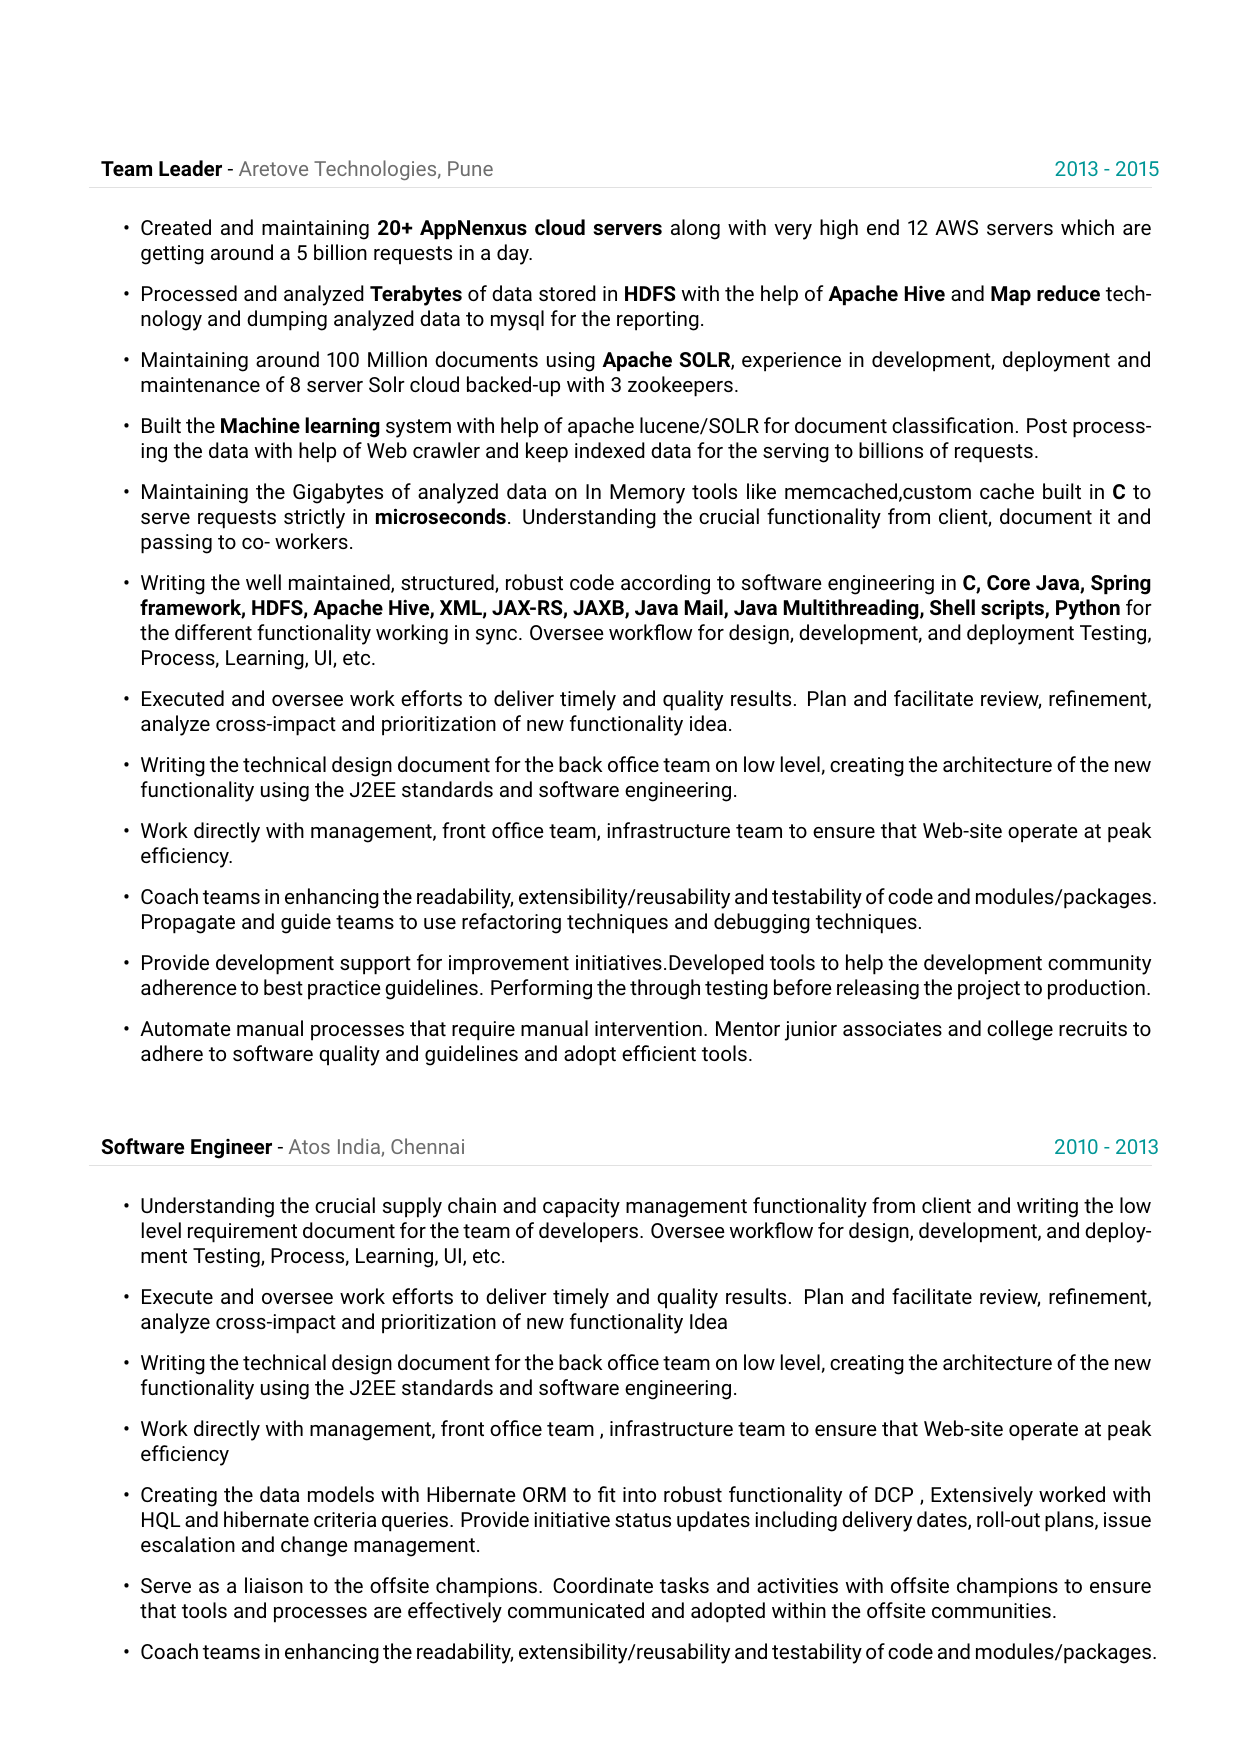 Team Leader - Aretove Technologies, Pune 2013 - 2015
• Created and maintaining 20+ AppNenxus cloud servers along with very high end 12 AWS servers which are
getting around a 5 billion requests in a day.
• Processed and analyzed Terabytes of data stored in HDFS with the help of Apache Hive and Map reduce tech-
nology and dumping analyzed data to mysql for the reporting.
• Maintaining around 100 Million documents using Apache SOLR, experience in development, deployment and
maintenance of 8 server Solr cloud backed-up with 3 zookeepers.
• Built the Machine learning system with help of apache lucene/SOLR for document classification. Post process-
ing the data with help of Web crawler and keep indexed data for the serving to billions of requests.
• Maintaining the Gigabytes of analyzed data on In Memory tools like memcached,custom cache built in C to
serve requests strictly in microseconds. Understanding the crucial functionality from client, document it and
passing to co- workers.
• Writing the well maintained, structured, robust code according to software engineering in C, Core Java, Spring
framework, HDFS, Apache Hive, XML, JAX-RS, JAXB, Java Mail, Java Multithreading, Shell scripts, Python for
the different functionality working in sync. Oversee workflow for design, development, and deployment Testing,
Process, Learning, UI, etc.
• Executed and oversee work efforts to deliver timely and quality results. Plan and facilitate review, refinement,
analyze cross-impact and prioritization of new functionality idea.
• Writing the technical design document for the back office team on low level, creating the architecture of the new
functionality using the J2EE standards and software engineering.
• Work directly with management, front office team, infrastructure team to ensure that Web-site operate at peak
efficiency.
• Coach teams in enhancing the readability, extensibility/reusability and testability of code and modules/packages.
Propagate and guide teams to use refactoring techniques and debugging techniques.
• Provide development support for improvement initiatives.Developed tools to help the development community
adherence to best practice guidelines. Performing the through testing before releasing the project to production.
• Automate manual processes that require manual intervention. Mentor junior associates and college recruits to
adhere to software quality and guidelines and adopt efficient tools.
Software Engineer - Atos India, Chennai 2010 - 2013
• Understanding the crucial supply chain and capacity management functionality from client and writing the low
level requirement document for the team of developers. Oversee workflow for design, development, and deploy-
ment Testing, Process, Learning, UI, etc.
• Execute and oversee work efforts to deliver timely and quality results. Plan and facilitate review, refinement,
analyze cross-impact and prioritization of new functionality Idea
• Writing the technical design document for the back office team on low level, creating the architecture of the new
functionality using the J2EE standards and software engineering.
• Work directly with management, front office team , infrastructure team to ensure that Web-site operate at peak
efficiency
• Creating the data models with Hibernate ORM to fit into robust functionality of DCP , Extensively worked with
HQL and hibernate criteria queries. Provide initiative status updates including delivery dates, roll-out plans, issue
escalation and change management.
• Serve as a liaison to the offsite champions. Coordinate tasks and activities with offsite champions to ensure
that tools and processes are effectively communicated and adopted within the offsite communities.
• Coach teams in enhancing the readability, extensibility/reusability and testability of code and modules/packages.